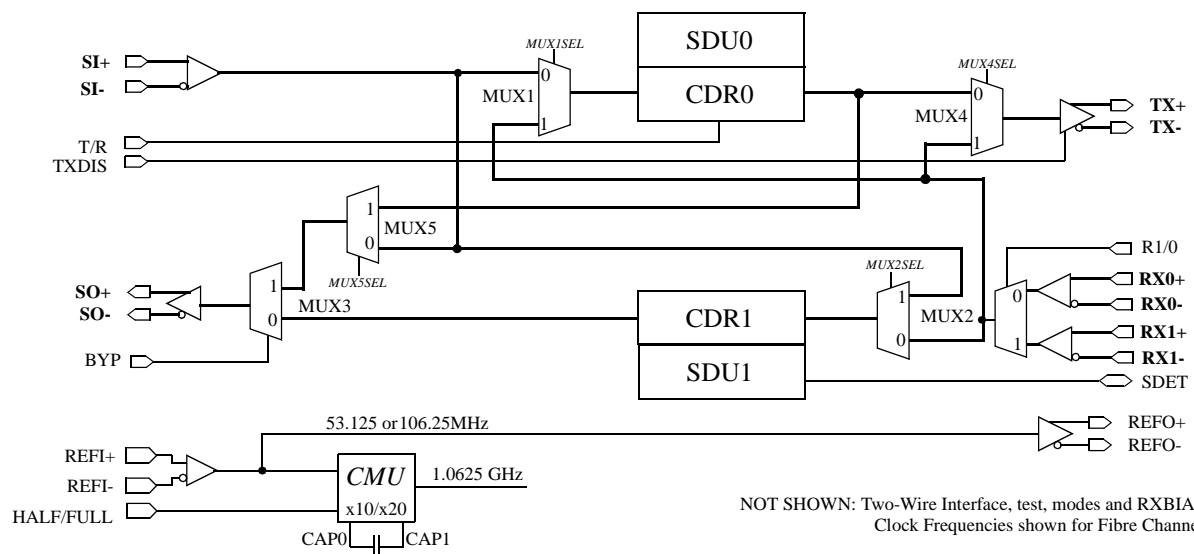 MUX1SEL
SDU0
SI+
SI-
0
MUX1
1
CDR0
MUX4SEL
0
MUX4
1
TX+
TX-
T/R
TXDIS
1
MUX5
0
MUX5SEL
R1/0
MUX2SEL
RX0+
RX0-
0
RX1+
RX1-
1
SO+
SO-
1
MUX3
0
CDR1
1
MUX2
0
BYP
SDU1
SDET
53.125 or106.25MHz
REFO+
REFO-
REFI+
REFI-
CMU
1.0625 GHz
x10/x20
HALF/FULL
CAP0
CAP1
NOT SHOWN: Two-Wire Interface, test, modes and RXBIA
Clock Frequencies shown for Fibre Channe